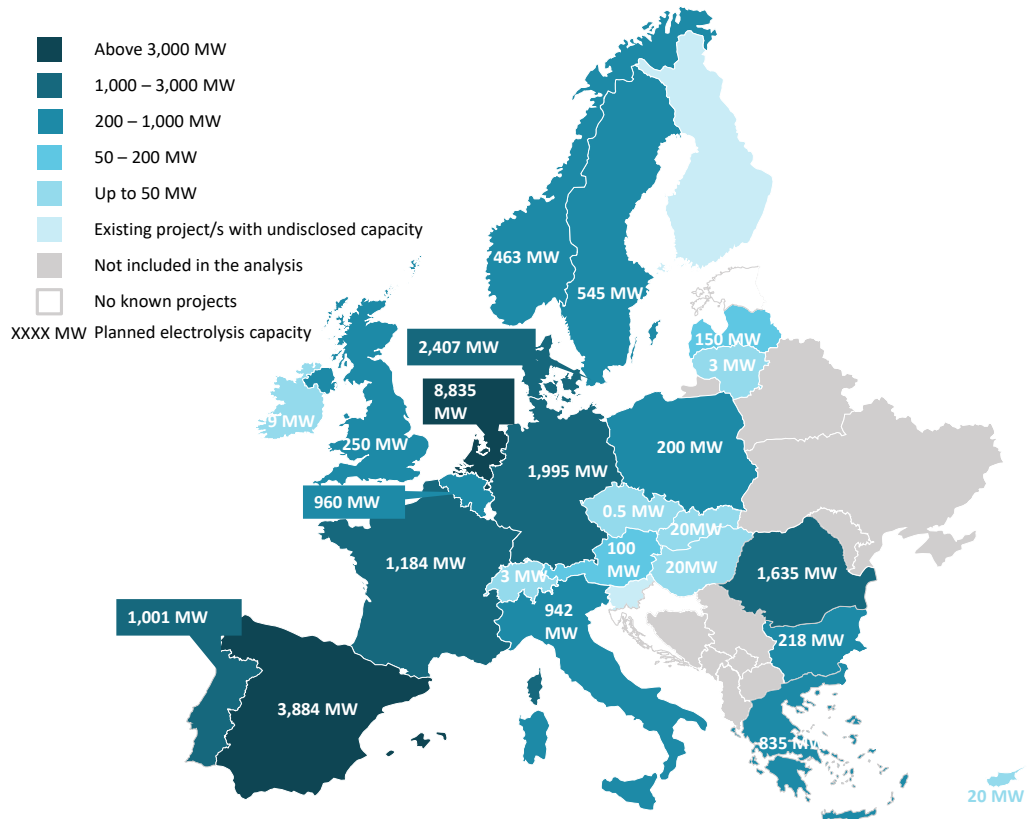 Above 3,000 MW
1,000 – 3,000 MW
200 – 1,000 MW
50 – 200 MW
Up to 50 MW
Existing project/s with undisclosed capacity
Not included in the analysis
No known projects
XXXX MW Planned electrolysis capacity
463 MW
545 MW
2,407 MW
150 MW
3 MW
8,835
MW
9 MW
250 MW
200 MW
1,995 MW
960 MW
0.5 MW
20MW
100
MW
20MW
1,184 MW
3 MW
1,635 MW
942
MW
1,001 MW
218 MW
3,884 MW
835 MW
20 MW